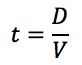 t = D/V